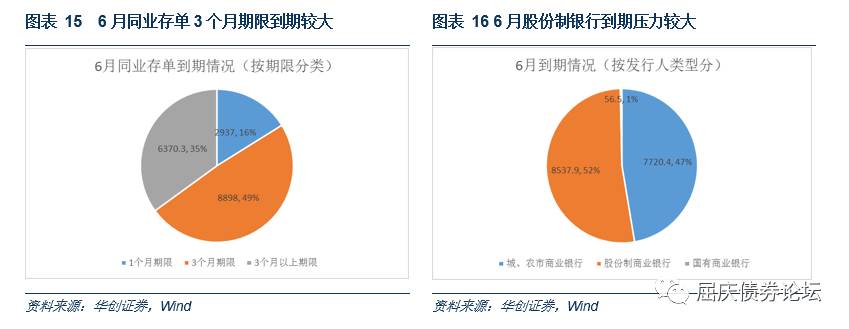 图表 15 6 月同业存单 3 个月期限到期较大
6月同业存单到期情况（按期限分类）
2937, 16%
6370.3, 35%
8898, 49%
1个月期限 3个月期限 3个月以上期限
资料来源：华创证券，Wind
图表 16 6 月股份制银行到期压力较大
6月到期情况（按发行人类型分）
56.5, 1%
7720.4, 47%
8537.9, 52%
城、农市商业银行 股份制商业银行 国有商业银行
资料来源：华创证券，Wind
屈庆债券论坛